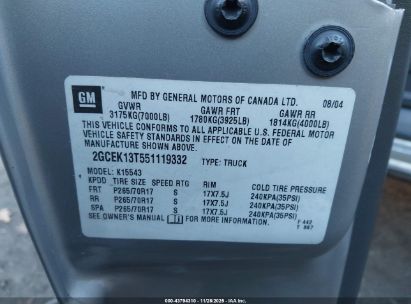 GM
MFD BY GENERAL MOTORS OF CANADA LTD. 08/04
GVWR GAWR FRT GAWR RR
3175KG(7000LB) 1780KG(3925LB) 1814KG(4000LB)
THIS VEHICLE CONFORMS TO ALL APPLICABLE U.S. FEDERAL MOTOR
VEHICLE SAFETY STANDARDS IN EFFECT ON THE DATE OF
MANUFACTURE SHOWN ABOVE.
2GCEK13T551119332 TYPE: TRUCK
MODEL: K15543
KPDD TIRE SIZE SPEED RTG RIM COLD TIRE PRESSURE
FRT P265/70R17 S 17X7.5J 240KPA(35PSI)
RR P265/70R17 S 17X7.5J 240KPA(35PSI)
SPA P265/70R17 S 17X7.5J 240KPA(35PSI)
SEE OWNER'S MANUAL FOR MORE INFORMATION.
F 442
T 867